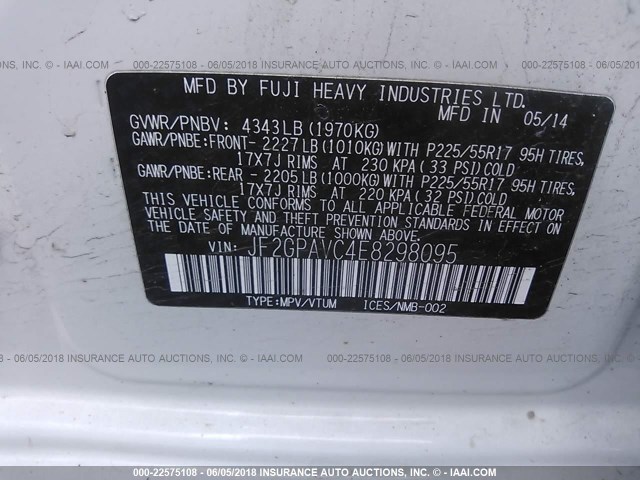 000-22575108 - 06/05/2018 INSURANCE AUTO AUCTIONS. © - IAAI.COM
MFD BY FUJI HEAVY INDUSTRIES LTD.
MFD IN 05/14
GVWR/PNBV: 4343LB(1970KG)
GAWR/PNBE:FRONT- 2227LB(1010KG)WITH P225/55R17 95H TIRES,
17X7J RIMS AT 230 KPA(33 PSI)COLD
GAWR/PNBE:REAR - 2205LB(1000KG)WITH P225/55R17 95H TIRES,
17X7J RIMS AT 220 KPA(32 PSI)COLD
THIS VEHICLE CONFORMS TO ALL APPLICABLE FEDERAL MOTOR
VEHICLE SAFETY AND THEFT PREVENTION STANDARDS IN EFFECT ON
THE DATE OF MANUFACTURE SHOWN ABOVE.
VIN: JF2GPAVC4E8298095
TYPE:MPV/VTUM ICES/NMB-002
000-22575108 - 06/05/2018 INSURANCE AUTO AUCTIONS. © - IAAI.COM
000-22575108 - 06/05/2018 INSURANCE AUTO AUCTIONS. © - IAAI.COM